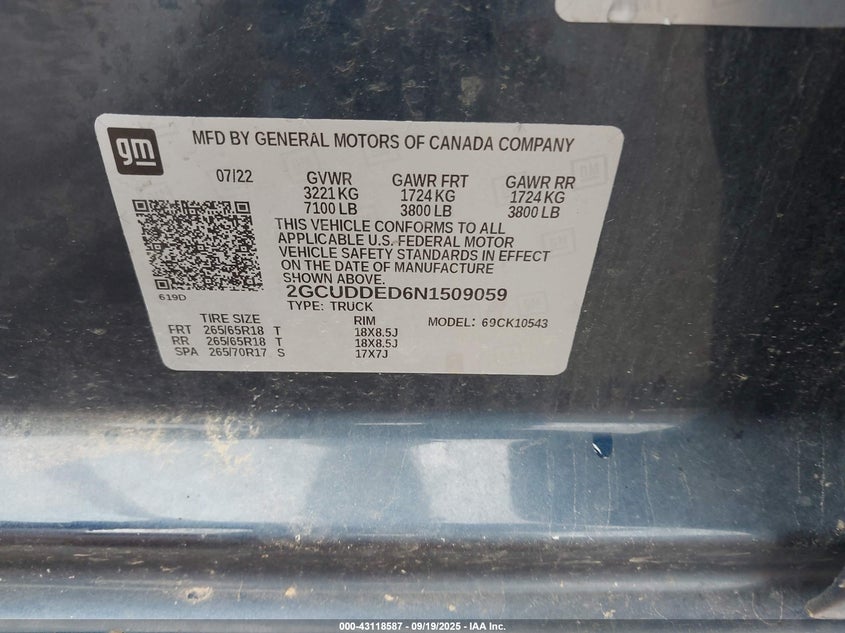 gm
MFD BY GENERAL MOTORS OF CANADA COMPANY
07/22 GVWR GAWR FRT GAWR RR
3221 KG 1724 KG 1724 KG
7100 LB 3800 LB 3800 LB
THIS VEHICLE CONFORMS TO ALL
APPLICABLE U.S. FEDERAL MOTOR
VEHICLE SAFETY STANDARDS IN EFFECT
ON THE DATE OF MANUFACTURE
SHOWN ABOVE.
619D
2GCUDDED6N1509059
TYPE: TRUCK
TIRE SIZE RIM MODEL: 69CK10543
FRT 265/65R18 T 18X8.5J
RR 265/65R18 T 18X8.5J
SPA 265/70R17 S 17X7J
000-43118587 - 09/19/2025 - IAA Inc.